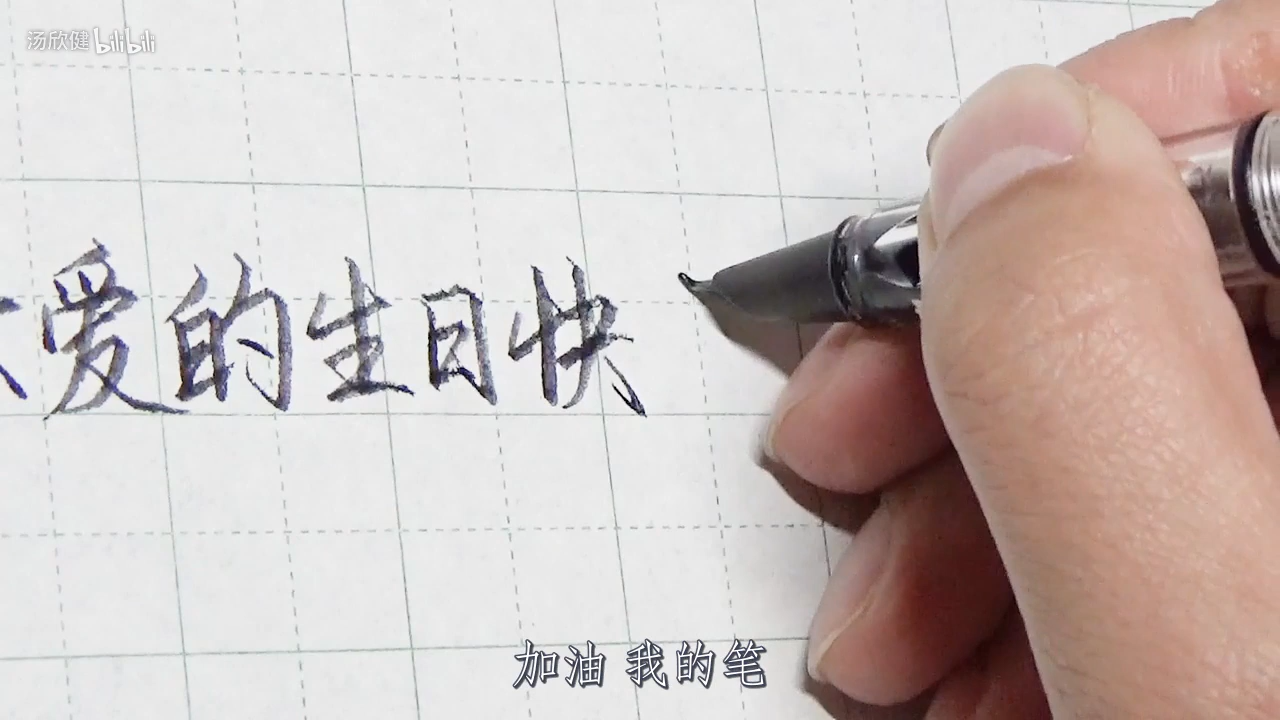 汤欣健 bilibili
爱的生日快
加油 我的笔